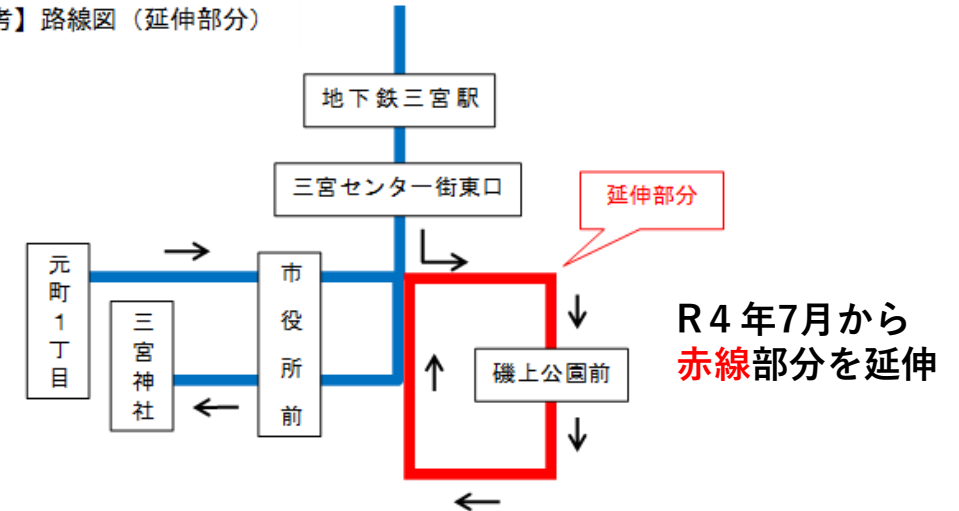 考】路線図（延伸部分）
地下鉄三宮駅
三宮センター街東口
延伸部分
元町１丁目
三宮神社
市役所前
磯上公園前
R４年7月から
赤線部分を延伸